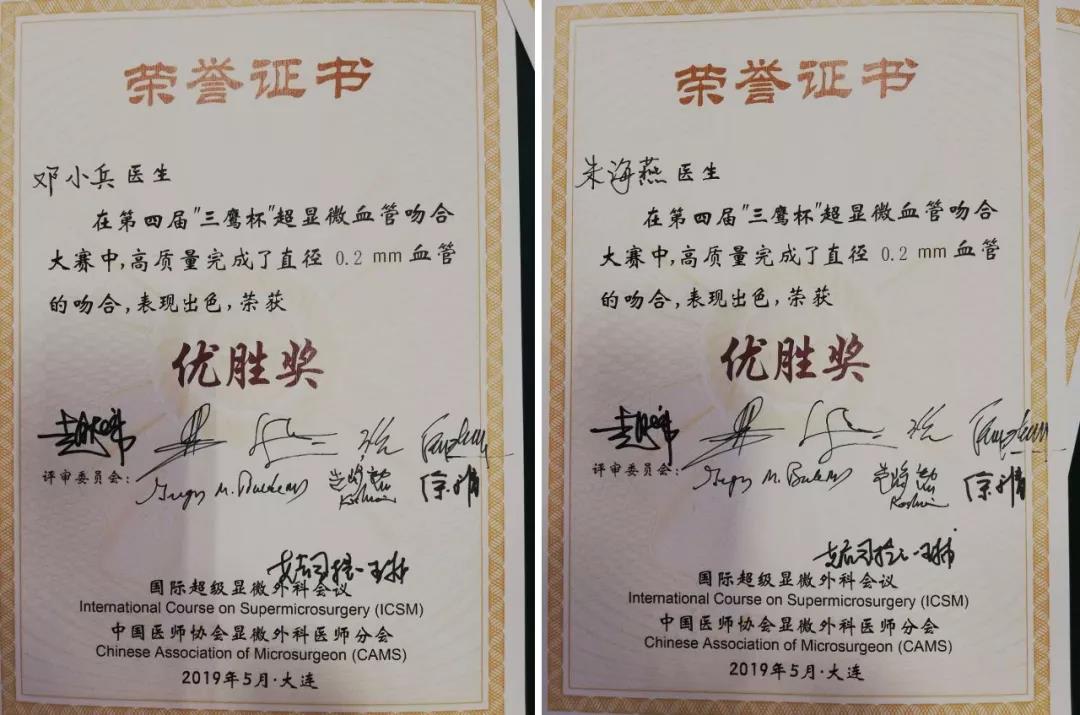 荣誉证书
邓小兵 医生
在第四届"三鹰杯"超显微血管吻合
大赛中,高质量完成了直径 0.2 mm 血管
的吻合,表现出色,荣获
优胜奖
评审委员会:
国际超级显微外科会议
International Course on Supermicrosurgery (ICSM)
中国医师协会显微外科医师分会
Chinese Association of Microsurgeon (CAMS)
2019年5月·大连
荣誉证书
朱海燕 医生
在第四届"三鹰杯"超显微血管吻合
大赛中,高质量完成了直径 0.2 mm 血管
的吻合,表现出色,荣获
优胜奖
评审委员会:
国际超级显微外科会议
International Course on Supermicrosurgery (ICSM)
中国医师协会显微外科医师分会
Chinese Association of Microsurgeon (CAMS)
2019年5月·大连